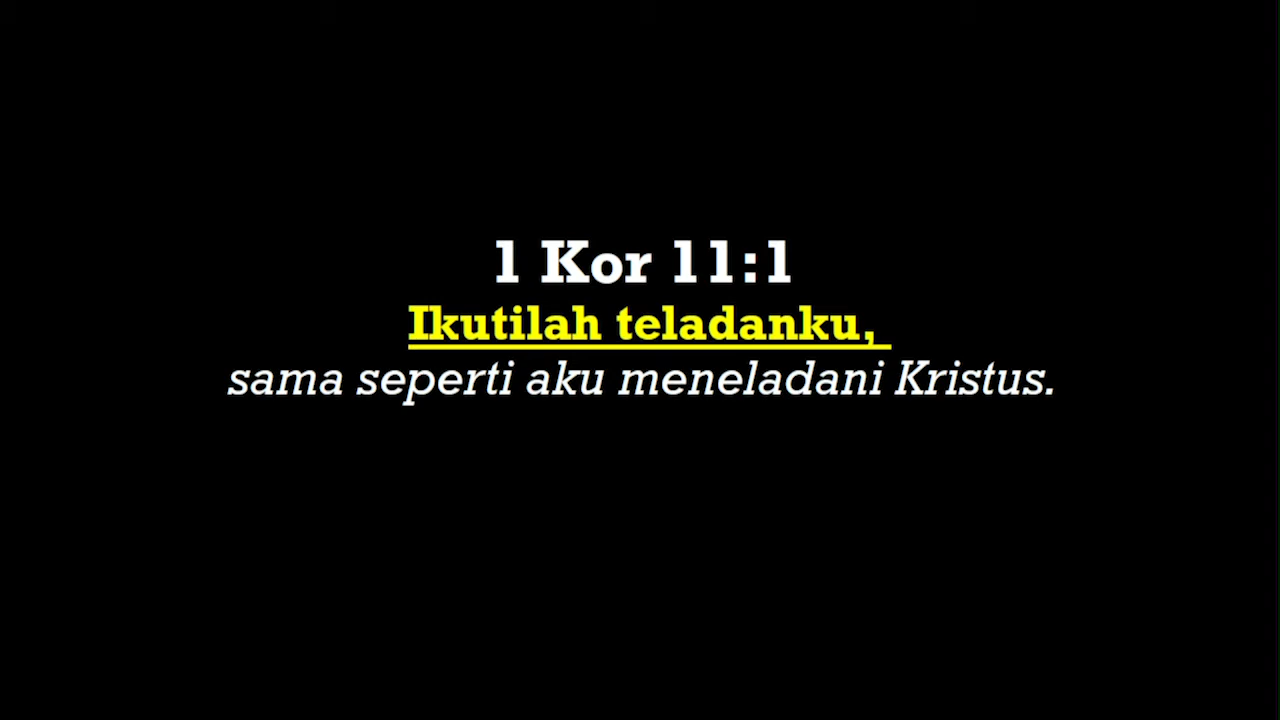 1 Kor 11:1
Ikutilah teladanku,
sama seperti aku meneladani Kristus.